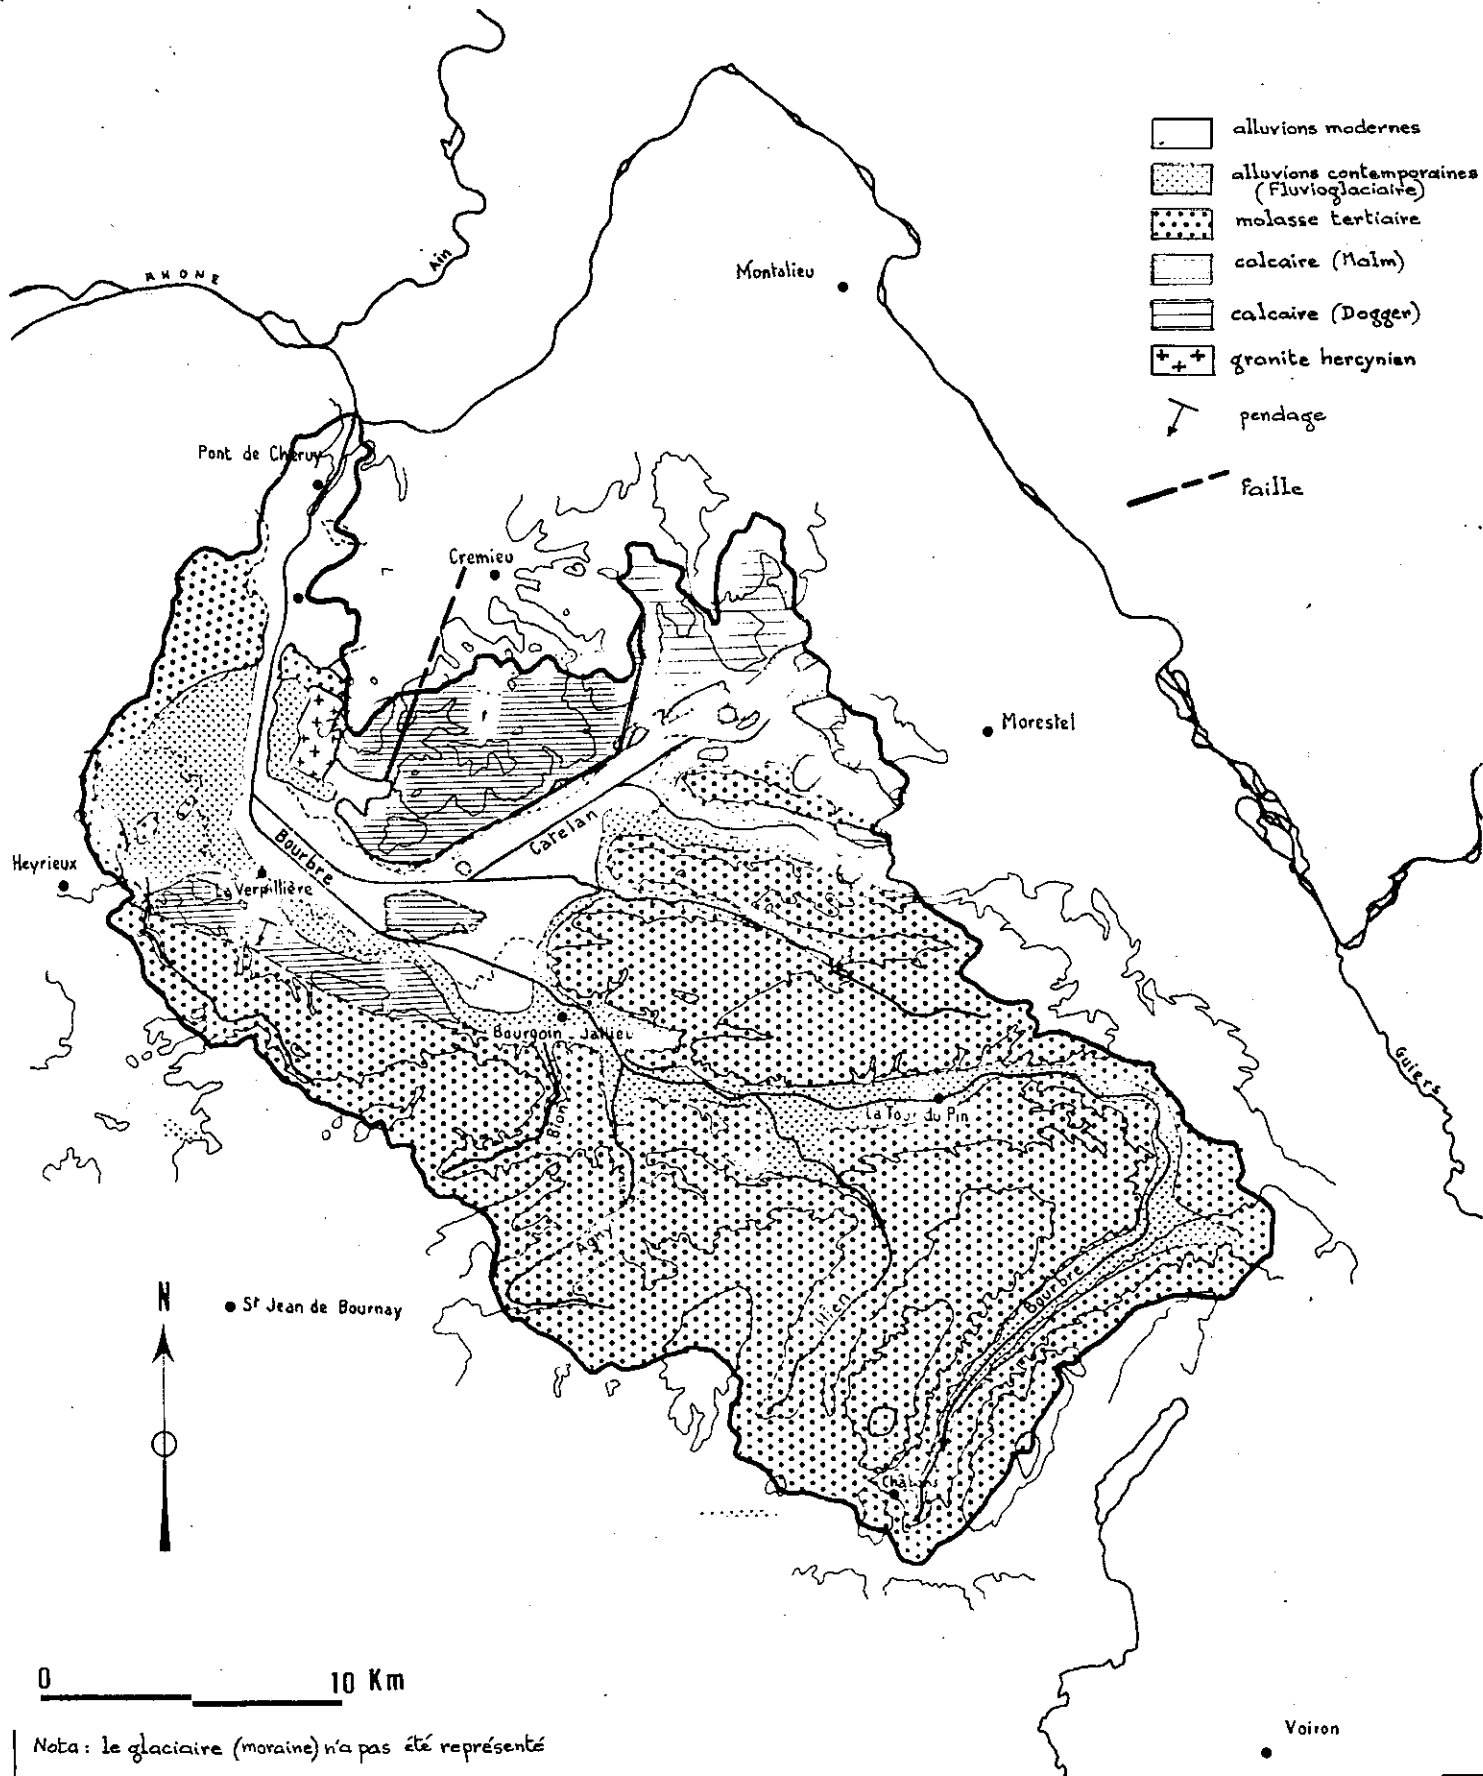 alluvions modernes
alluvions contemporaines
(Fluvioglaciaire)
molasse tertiaire
calcaire (Malm)
calcaire (Dogger)
granite hercynien
pendage
faille
RHONE
Ain
Montalieu
Pont de Cheruy
Cremieu
Morestel
Catelan
Bourbre
Heyrieux
La Verpillière
Bourgoin - Jallieu
Guiers
Bion
La Tour du Pin
Agny
Hien
Bourbre
N
St Jean de Bournay
Chabons
0 10 Km
Voiron
Nota : le glaciaire (moraine) n'a pas été représenté